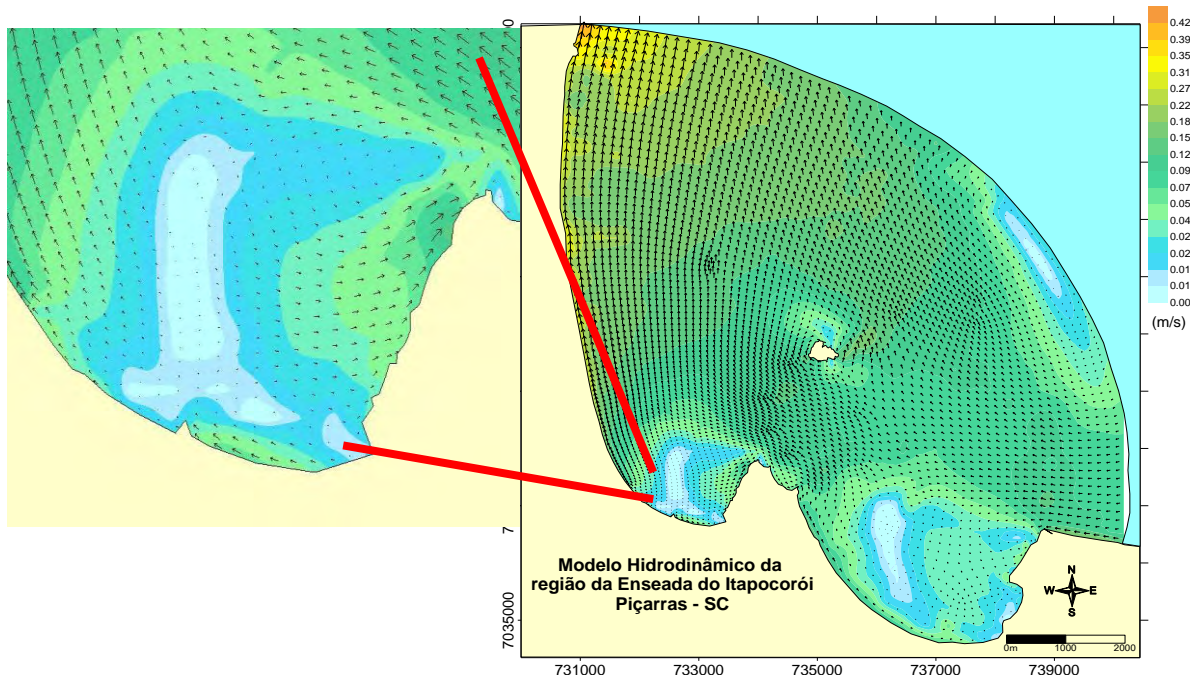 0
7
7035000
Modelo Hidrodinâmico da
região da Enseada do Itapocorói
Piçarras - SC
N
W E
S
0m 1000 2000
731000 733000 735000 737000 739000
0.42
0.39
0.35
0.31
0.27
0.22
0.18
0.15
0.12
0.09
0.07
0.05
0.04
0.02
0.02
0.01
0.01
0.00
(m/s)